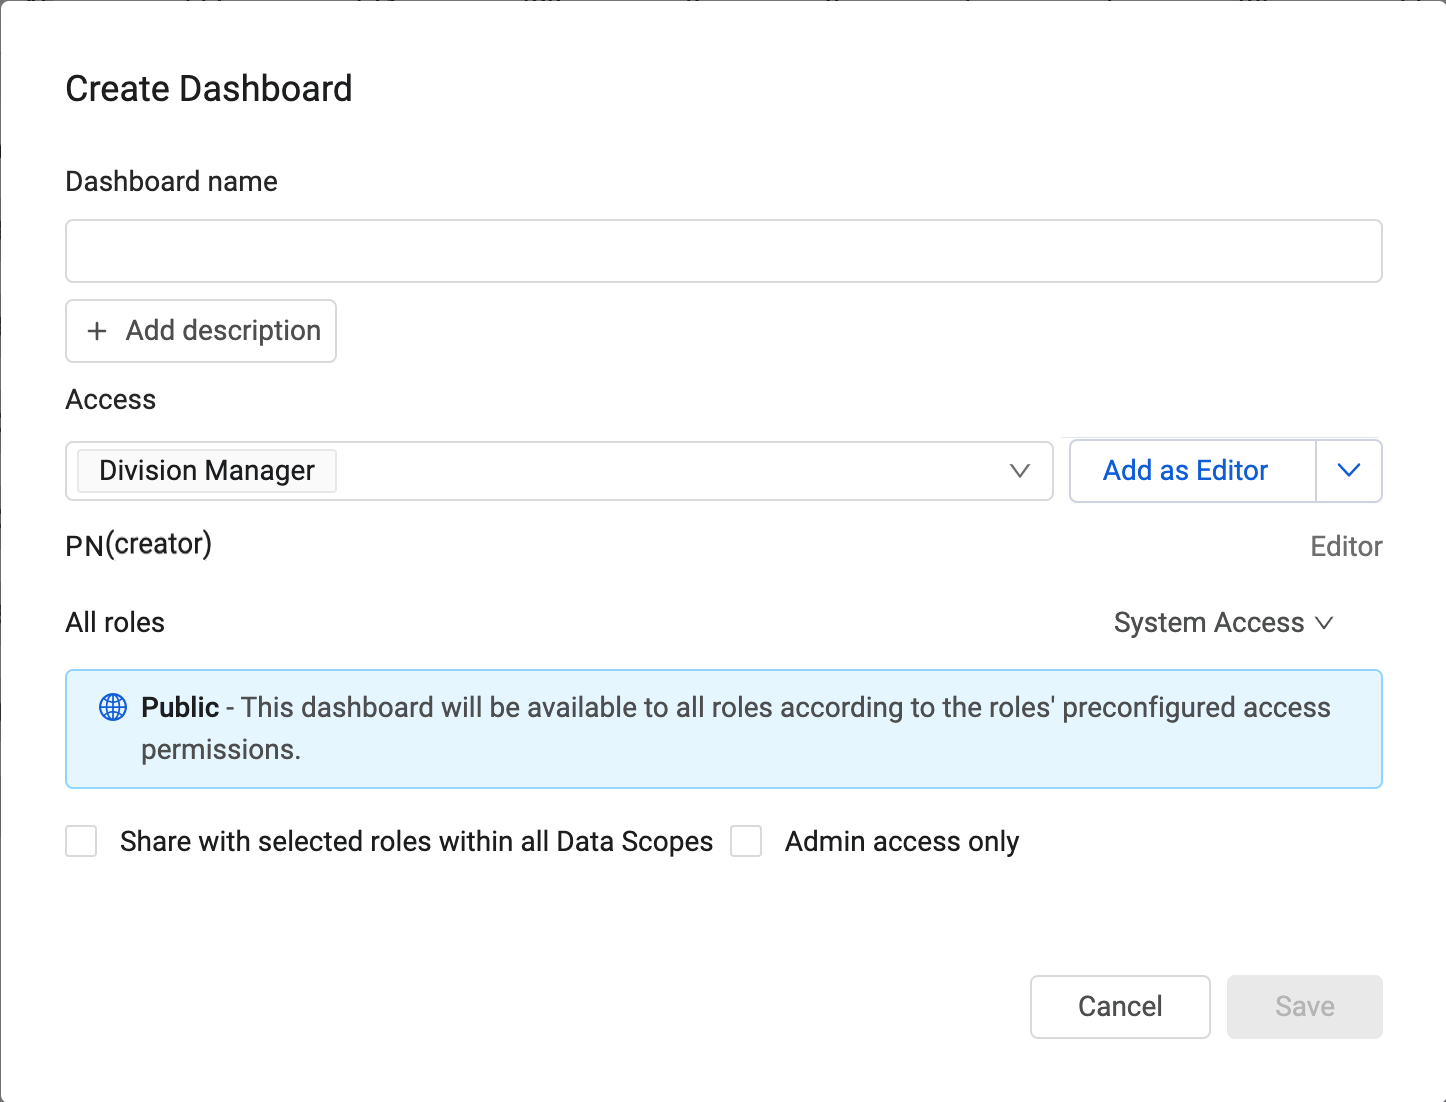 Create Dashboard
Dashboard name
+ Add description
Access
Division Manager
Add as Editor
PN(creator)
Editor
All roles
System Access
Public - This dashboard will be available to all roles according to the roles' preconfigured access
permissions.
Share with selected roles within all Data Scopes
Admin access only
Cancel
Save